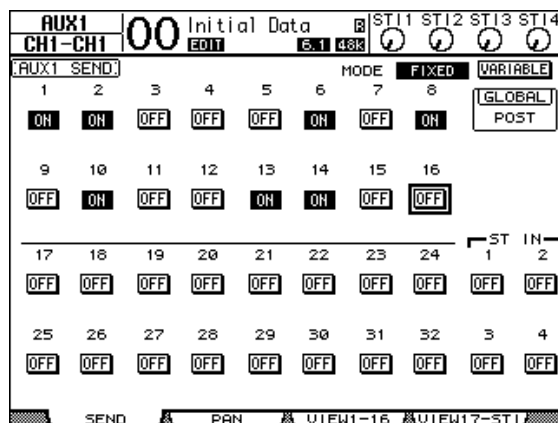 AUX1 00 Initial Data R STI1 STI2 STI3 STI4
CH1-CH1 EDIT 6.1 48k
AUX1 SEND MODE FIXED VARIABLE
1 2 3 4 5 6 7 8 GLOBAL
ON ON OFF OFF OFF ON OFF ON POST
9 10 11 12 13 14 15 16
OFF ON OFF OFF ON ON OFF OFF
ST IN
17 18 19 20 21 22 23 24 1 2
OFF OFF OFF OFF OFF OFF OFF OFF OFF OFF
25 26 27 28 29 30 31 32 3 4
OFF OFF OFF OFF OFF OFF OFF OFF OFF OFF
SEND PAN VIEW1-16 VIEW17-STI